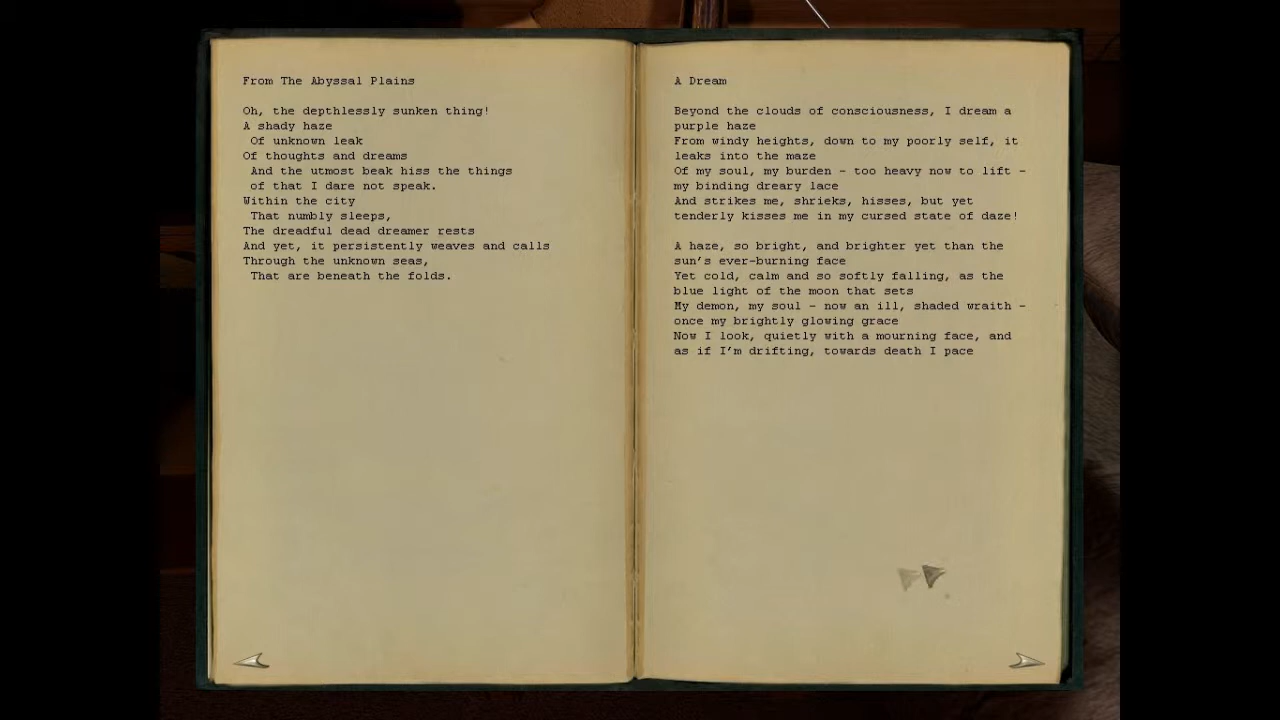 From The Abyssal Plains
Oh, the depthlessly sunken thing!
A shady haze
Of unknown leak
Of thoughts and dreams
And the utmost beak hiss the things
of that I dare not speak.
Within the city
That numbly sleeps,
The dreadful dead dreamer rests
And yet, it persistently weaves and calls
Through the unknown seas,
That are beneath the folds.
A Dream
Beyond the clouds of consciousness, I dream a
purple haze
From windy heights, down to my poorly self, it
leaks into the maze
Of my soul, my burden - too heavy now to lift -
my binding dreary lace
And strikes me, shrieks, hisses, but yet
tenderly kisses me in my cursed state of daze!
A haze, so bright, and brighter yet than the
sun's ever-burning face
Yet cold, calm and so softly falling, as the
blue light of the moon that sets
My demon, my soul - now an ill, shaded wraith -
once my brightly glowing grace
Now I look, quietly with a mourning face, and
as if I'm drifting, towards death I pace